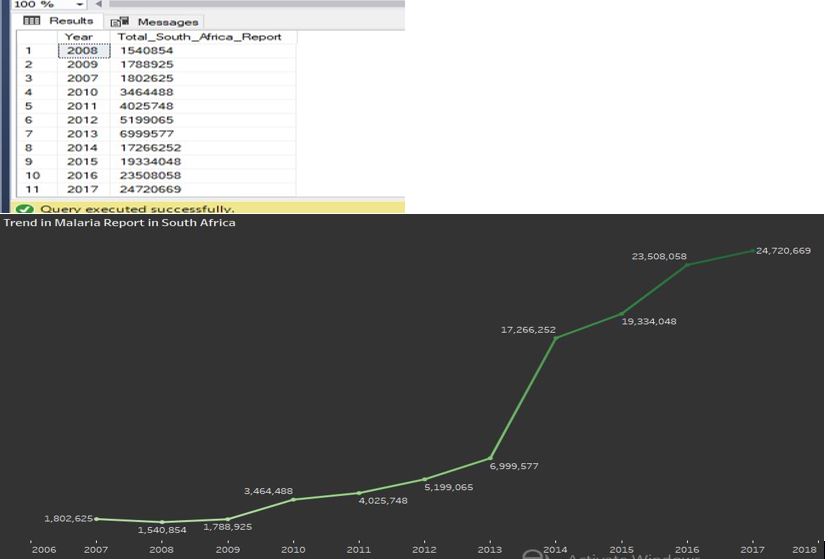 100 %
Results Messages
Year Total_South_Africa_Report
1 2008 1540854
2 2009 1788925
3 2007 1802625
4 2010 3464488
5 2011 4025748
6 2012 5199065
7 2013 6999577
8 2014 17266252
9 2015 19334048
10 2016 23508058
11 2017 24720669
Query executed successfully.
Trend in Malaria Report in South Africa
24,720,669
23,508,058
19,334,048
17,266,252
6,999,577
5,199,065
3,464,488
4,025,748
1,802,625
1,788,925
1,540,854
Activate Windows
2006 2007 2008 2009 2010 2011 2012 2013 2014 2015 2016 2017 2018